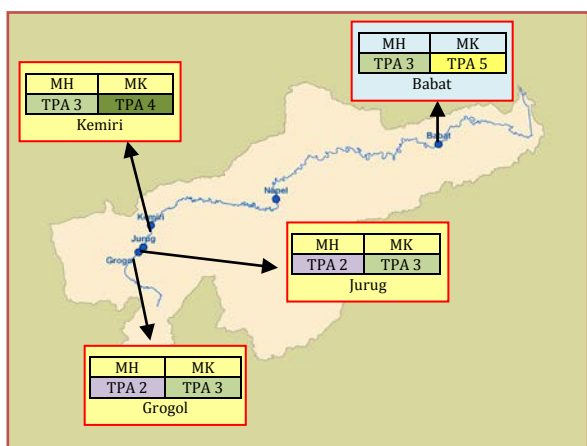 MH MK
TPA 3 TPA 5
Babat
MH MK
TPA 3 TPA 4
Kemiri
Babat
Napel
Kemiri
Jurug
Grogol
MH MK
TPA 2 TPA 3
Jurug
MH MK
TPA 2 TPA 3
Grogol